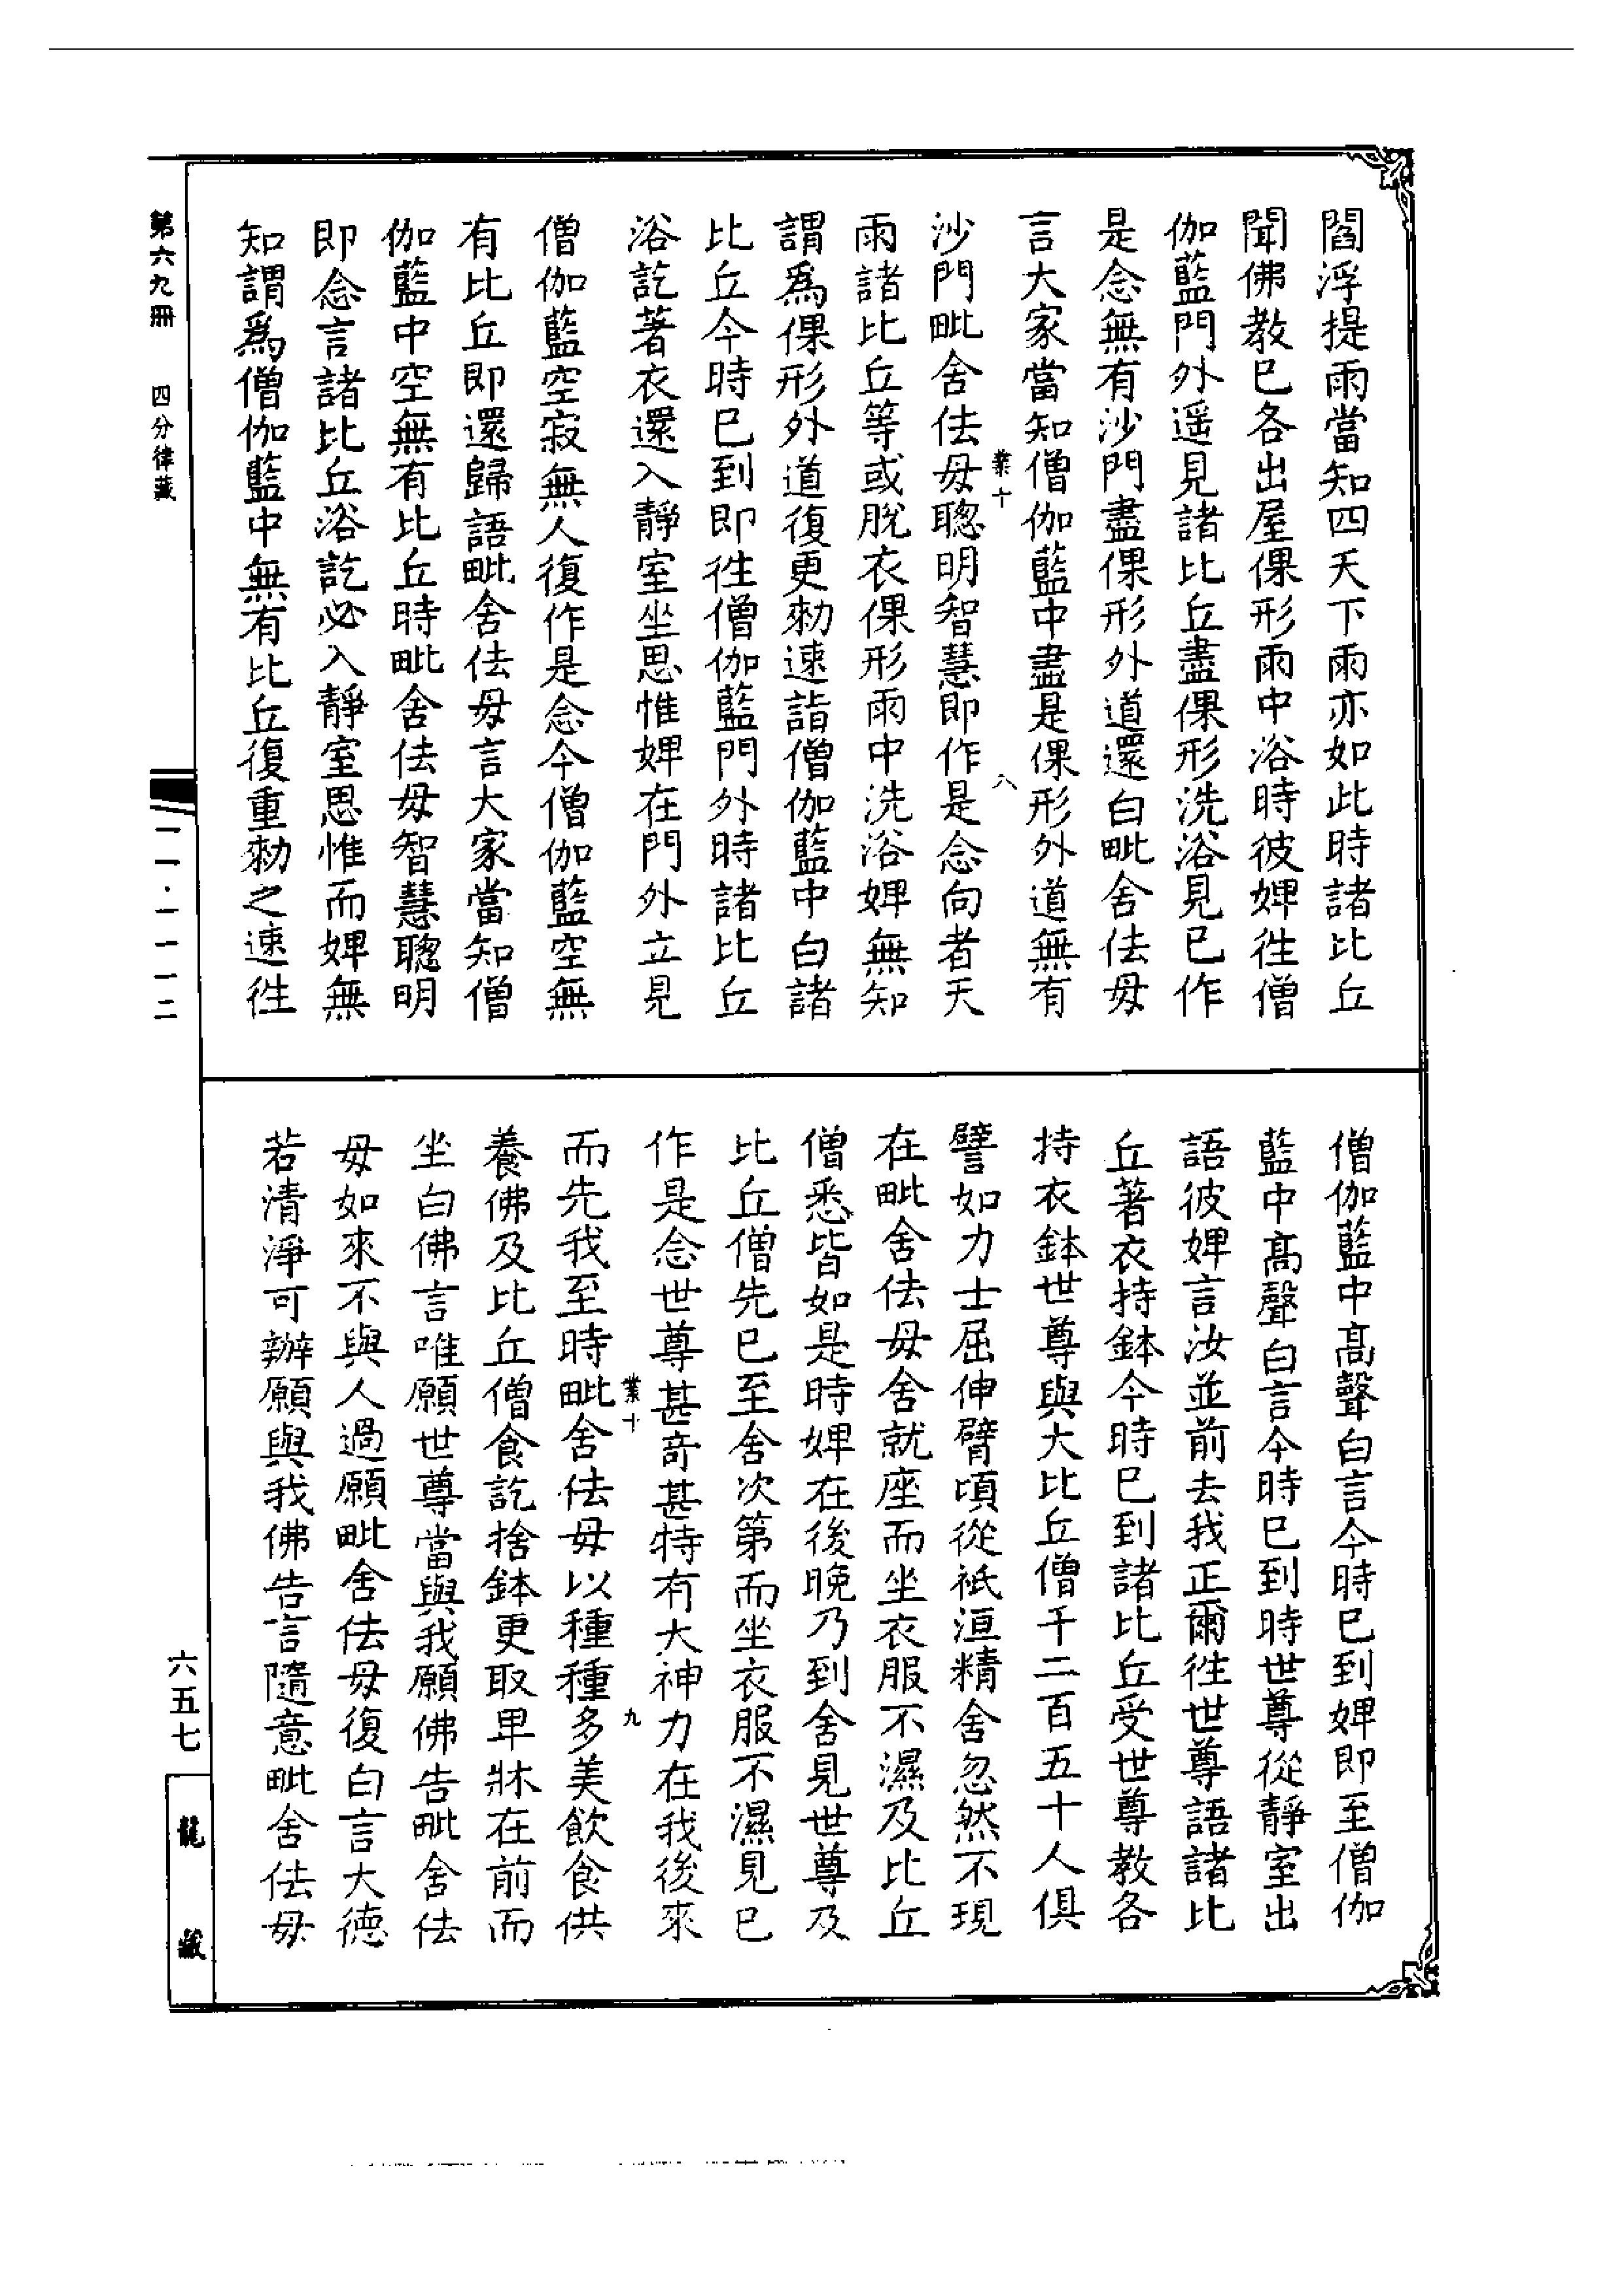 閻浮提雨當知四天下雨亦如此時諸比丘
聞佛教已各出屋倮形雨中浴時彼婢徃僧
伽藍門外遥見諸比丘盡倮形洗浴見已作
是念無有沙門盡倮形外道還白毗舍佉毋
言大家當知僧伽藍中盡是倮形外道無有
業十 八
沙門毗舍佉毋聰明智慧即作是念向者天
雨諸比丘等或脫衣倮形雨中洗浴婢無知
謂爲倮形外道復更勑速詣僧伽藍中白諸
比丘今時已到即徃僧伽藍門外時諸比丘
浴訖著衣還入靜室坐思惟婢在門外立見
僧伽藍空寂無人復作是念今僧伽藍空無
有比丘即還歸語毗舍佉毋言大家當知僧
伽藍中空無有比丘時毗舍佉毋智慧聰明
即念言諸比丘浴訖必入靜室思惟而婢無
知謂爲僧伽藍中無有比丘復重勑之速徃
僧伽藍中高聲白言今時已到婢即至僧伽
藍中高聲白言今時已到時世尊從靜室出
語彼婢言汝並前去我正爾徃世尊語諸比
丘著衣持鉢今時已到諸比丘受世尊教各
持衣鉢世尊與大比丘僧千二百五十人俱
譬如力士屈伸臂頃從祇洹精舍忽然不現
在毗舍佉毋舍就座而坐衣服不濕及比丘
僧悉皆如是時婢在後晚乃到舍見世尊及
比丘僧先已至舍次第而坐衣服不濕見已
作是念世尊甚奇甚特有大神力在我後來
業十 九
而先我至時毗舍佉毋以種種多美飲食供
養佛及比丘僧食訖捨鉢更取卑牀在前而
坐白佛言唯願世尊當與我願佛告毗舍佉
毋如來不與人過願毗舍佉毋復白言大德
若清淨可辦願與我佛告言隨意毗舍佉毋
第六九冊 四分律藏
一一·一一一二
六五七
龍藏